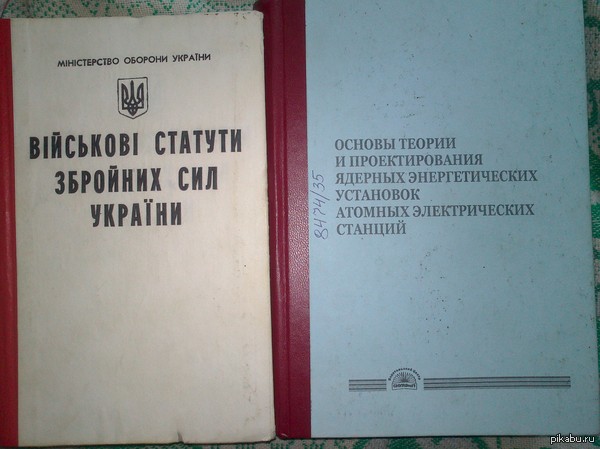 МІНІСТЕРСТВО ОБОРОНИ УКРАЇНИ
ВІЙСЬКОВІ СТАТУТИ
ЗБРОЙНИХ СИЛ
УКРАЇНИ
ОСНОВЫ ТЕОРИИ
И ПРОЕКТИРОВАНИЯ
ЯДЕРНЫХ ЭНЕРГЕТИЧЕСКИХ
УСТАНОВОК
АТОМНЫХ ЭЛЕКТРИЧЕСКИХ
СТАНЦИЙ
8474/35
pikabu.ru